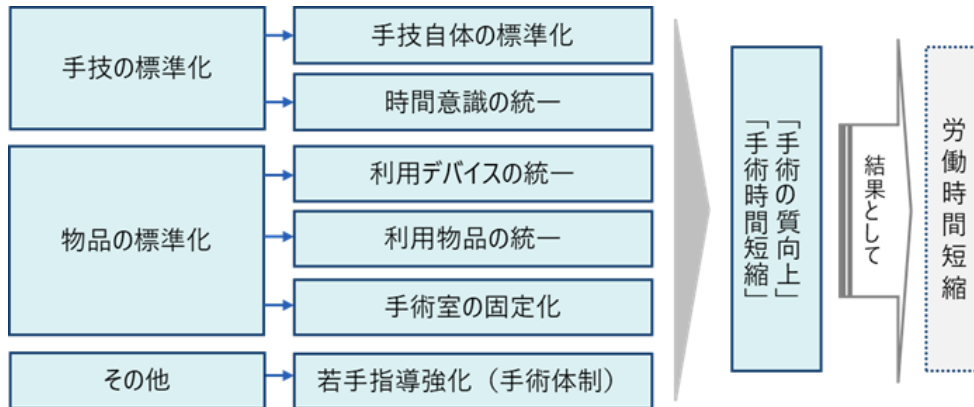 手技の標準化
手技自体の標準化
時間意識の統一
物品の標準化
利用デバイスの統一
利用物品の統一
手術室の固定化
その他
若手指導強化（手術体制）
「手術の質向上」
「手術時間短縮」
結果として
労働時間短縮